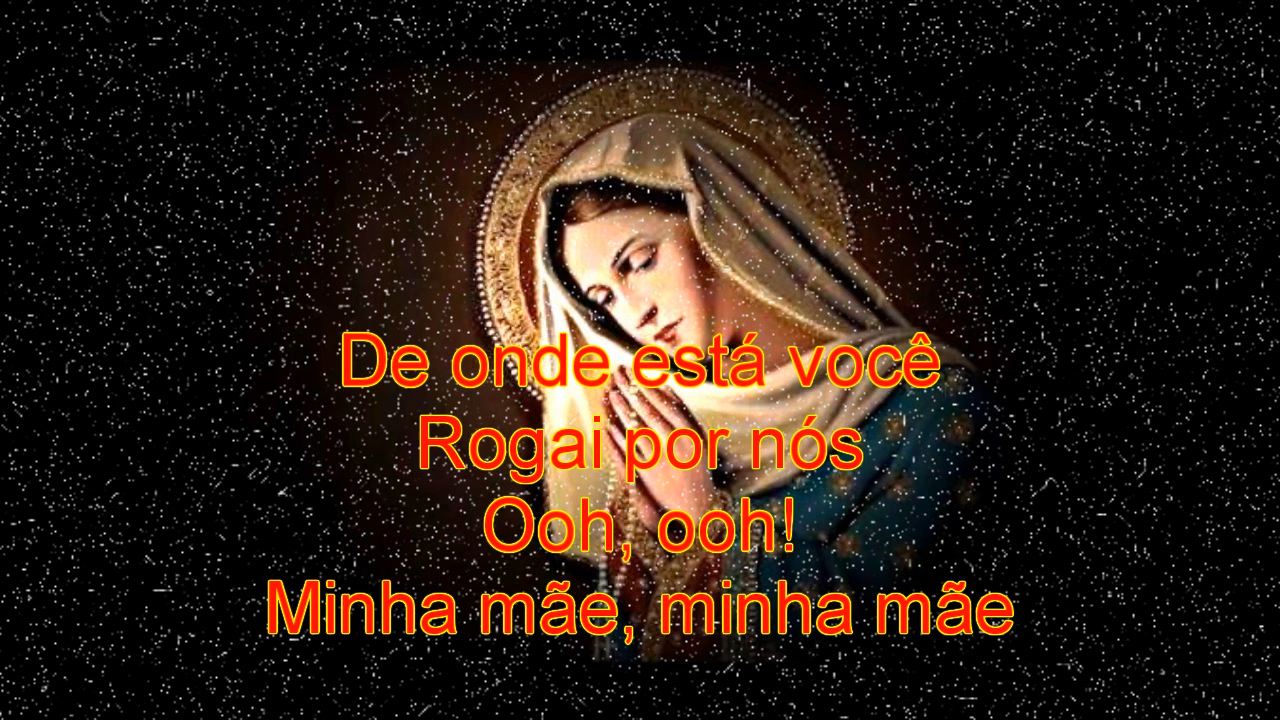 De onde está você
Rogai por nós
Ooh, ooh!
Minha mãe, minha mãe